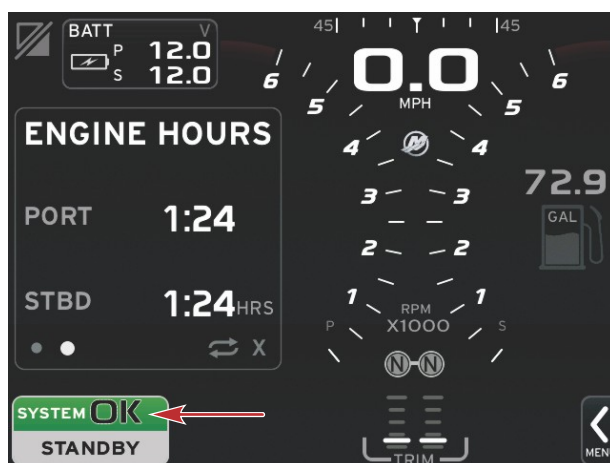 BATT V
P 12.0
S 12.0
45 45
0.0
MPH
6 6
5 5
4 4
3 3
2 2
1 1
RPM
X1000
P S
N N
TRIM
ENGINE HOURS
PORT 1:24
STBD 1:24 HRS
X
72.9
GAL
SYSTEM OK
STANDBY
MEN